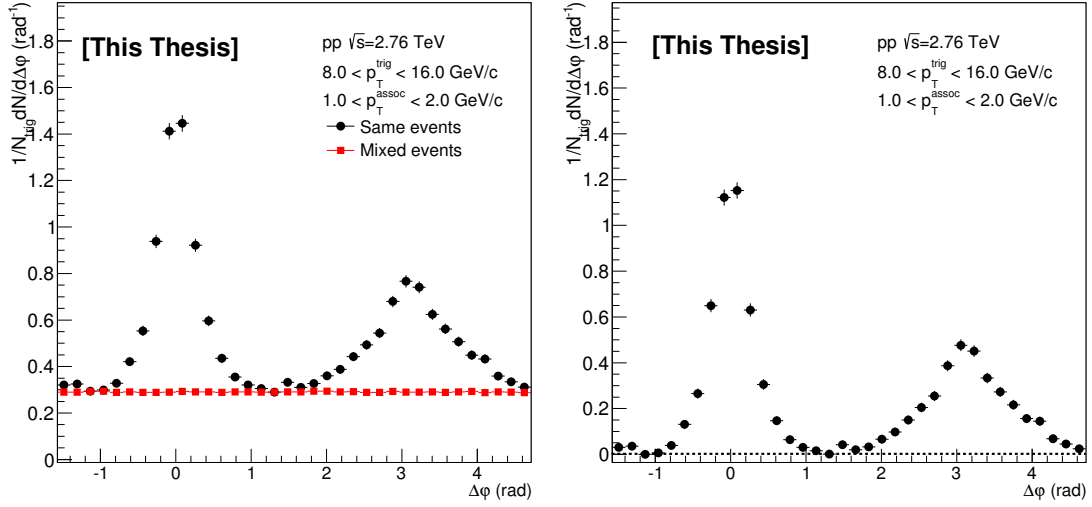 1/N_trig dN/dΔφ (rad⁻¹)
[This Thesis]
pp √s=2.76 TeV
8.0 < p_T^trig < 16.0 GeV/c
1.0 < p_T^assoc < 2.0 GeV/c
Same events
Mixed events
1.8
1.6
1.4
1.2
1
0.8
0.6
0.4
0.2
0
-1 0 1 2 3 4
Δφ (rad)
1/N_trig dN/dΔφ (rad⁻¹)
[This Thesis]
pp √s=2.76 TeV
8.0 < p_T^trig < 16.0 GeV/c
1.0 < p_T^assoc < 2.0 GeV/c
1.8
1.6
1.4
1.2
1
0.8
0.6
0.4
0.2
0
-1 0 1 2 3 4
Δφ (rad)